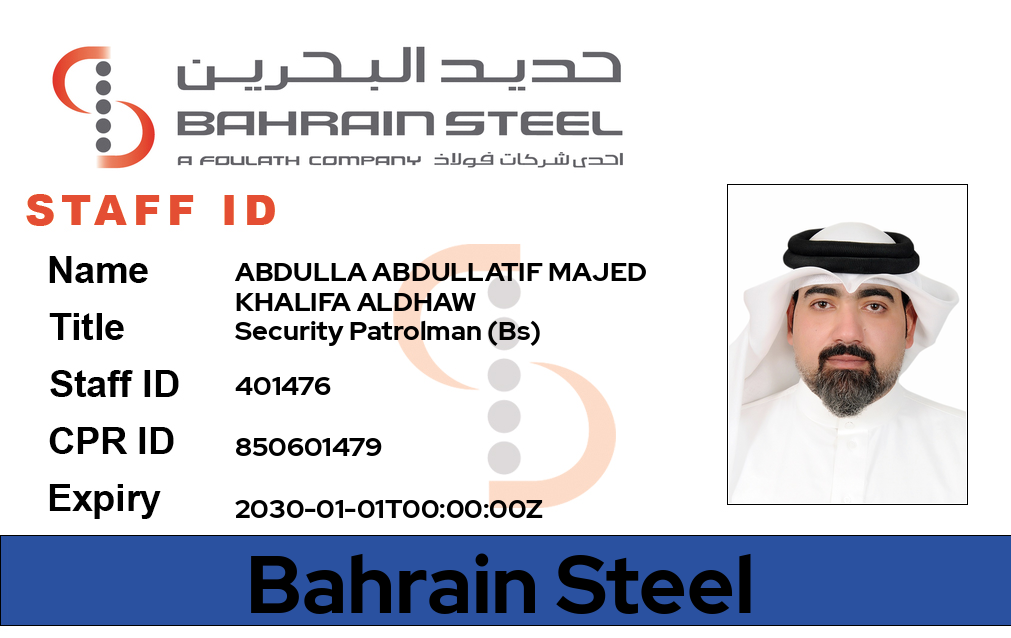 حديد البحرين
BAHRAIN STEEL
A FOULATH COMPANY احدى شركات فولاذ
STAFF ID
Name ABDULLA ABDULLATIF MAJED
KHALIFA ALDHAW
Title Security Patrolman (Bs)
Staff ID 401476
CPR ID 850601479
Expiry 2030-01-01T00:00:00Z
Bahrain Steel